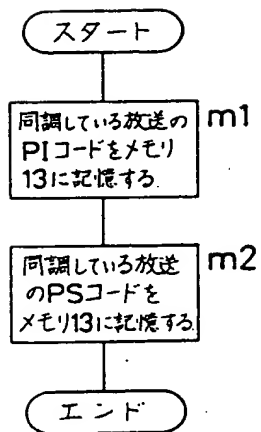 スタート
同調している放送の
PIコードをメモリ
13に記憶する.
m1
同調している放送
のPSコードを
メモリ13に記憶する.
m2
エンド